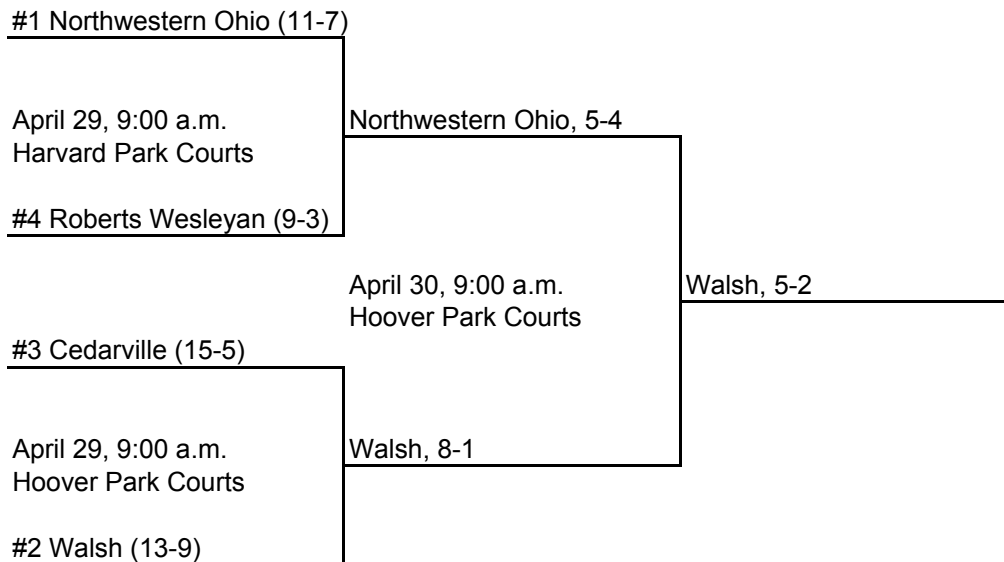 #1 Northwestern Ohio (11-7)
April 29, 9:00 a.m.
Harvard Park Courts
Northwestern Ohio, 5-4
#4 Roberts Wesleyan (9-3)
April 30, 9:00 a.m.
Hoover Park Courts
Walsh, 5-2
#3 Cedarville (15-5)
April 29, 9:00 a.m.
Hoover Park Courts
Walsh, 8-1
#2 Walsh (13-9)